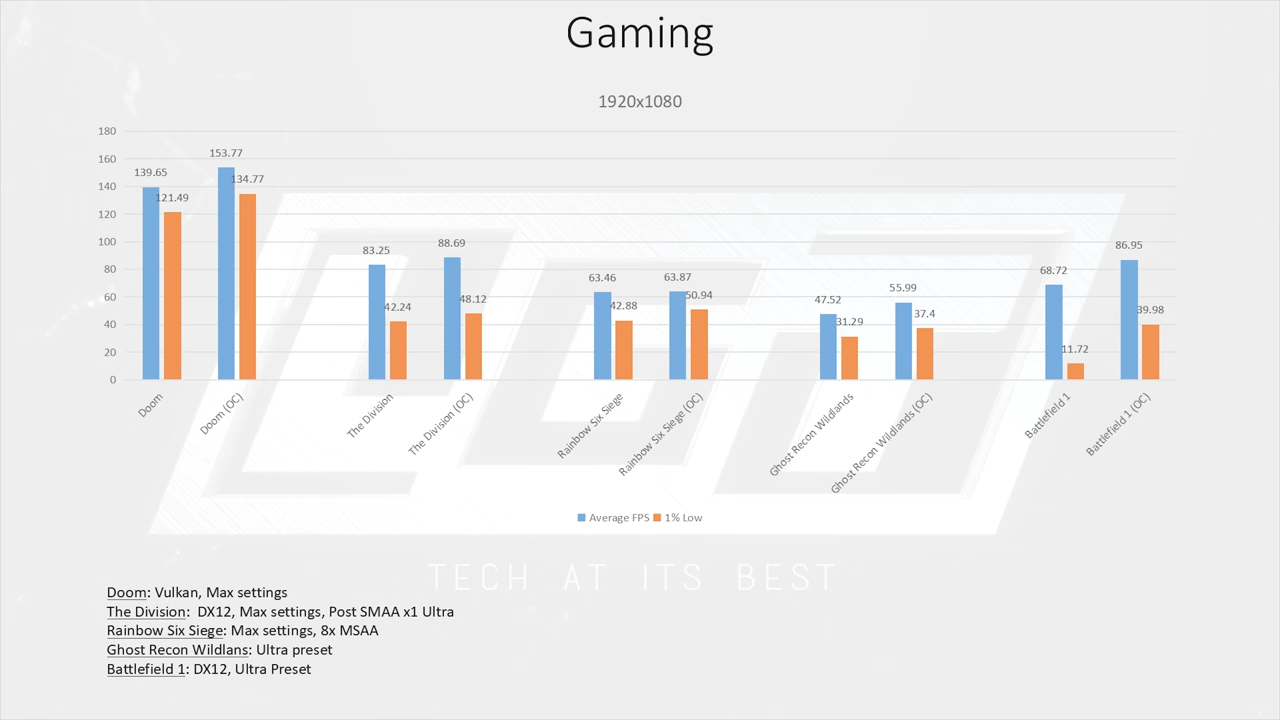 Gaming
1920x1080
180
160
140
120
100
80
60
40
20
0
139.65
121.49
153.77
134.77
83.25
42.24
88.69
48.12
63.46
42.88
63.87
50.94
47.52
31.29
55.99
37.4
68.72
11.72
86.95
39.98
Doom
Doom (OC)
The Division
The Division (OC)
Rainbow Six Siege
Rainbow Six Siege (OC)
Ghost Recon Wildlands
Ghost Recon Wildlands (OC)
Battlefield 1
Battlefield 1 (OC)
Average FPS 1% Low
TECH AT ITS BEST
Doom: Vulkan, Max settings
The Division:  DX12, Max settings, Post SMAA x1 Ultra
Rainbow Six Siege: Max settings, 8x MSAA
Ghost Recon Wildlans: Ultra preset
Battlefield 1: DX12, Ultra Preset